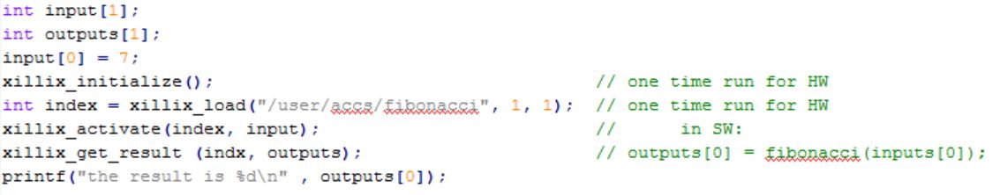 int input[1];
int outputs[1];
input[0] = 7;
xillix_initialize(); // one time run for HW
int index = xillix_load("/user/accs/fibonacci", 1, 1); // one time run for HW
xillix_activate(index, input); // in SW:
xillix_get_result (indx, outputs); // outputs[0] = fibonacci(inputs[0]);
printf("the result is %d\n" , outputs[0]);